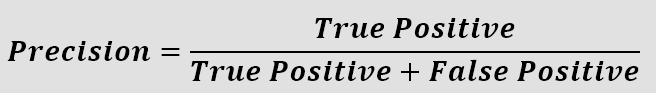 Precision = True Positive / True Positive + False Positive